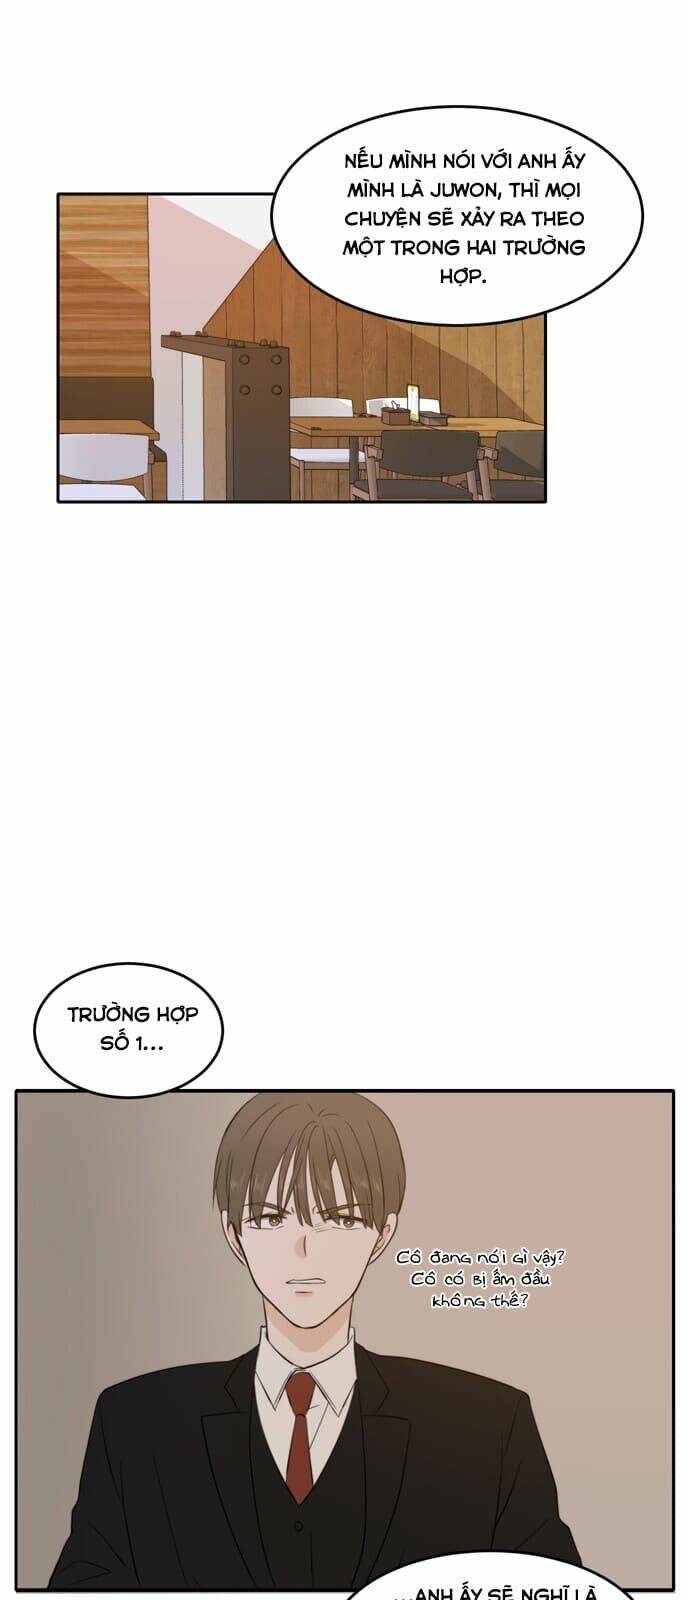 NẾU MÌNH NÓI VỚI ANH ẤY
MÌNH LÀ JUWON, THÌ MỌI
CHUYỆN SẼ XẢY RA THEO
MỘT TRONG HAI TRƯỜNG
HỢP.
TRƯỜNG HỢP
SỐ 1...
Cô đang nói gì vậy?
Cô có bị ấm đầu
không thế?
...ANH ẤY SẼ NGHĨ LÀ